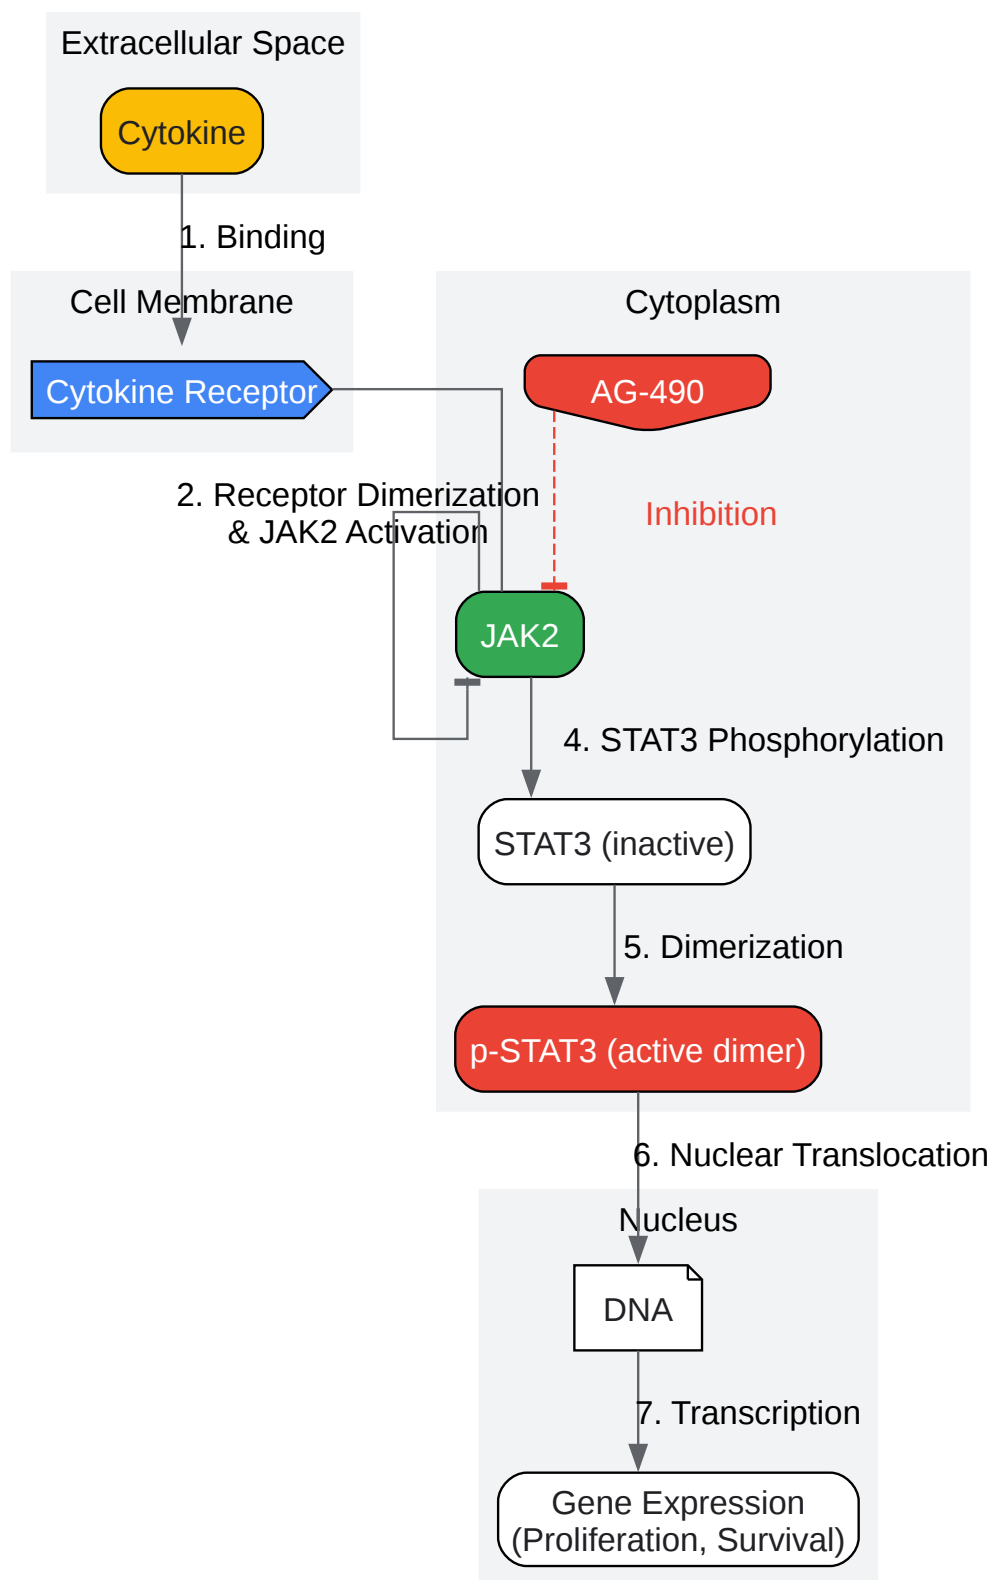 Extracellular Space
Cytokine
1. Binding
Cell Membrane
Cytokine Receptor
Cytoplasm
AG-490
2. Receptor Dimerization
& JAK2 Activation
Inhibition
JAK2
4. STAT3 Phosphorylation
STAT3 (inactive)
5. Dimerization
p-STAT3 (active dimer)
6. Nuclear Translocation
Nucleus
DNA
7. Transcription
Gene Expression
(Proliferation, Survival)